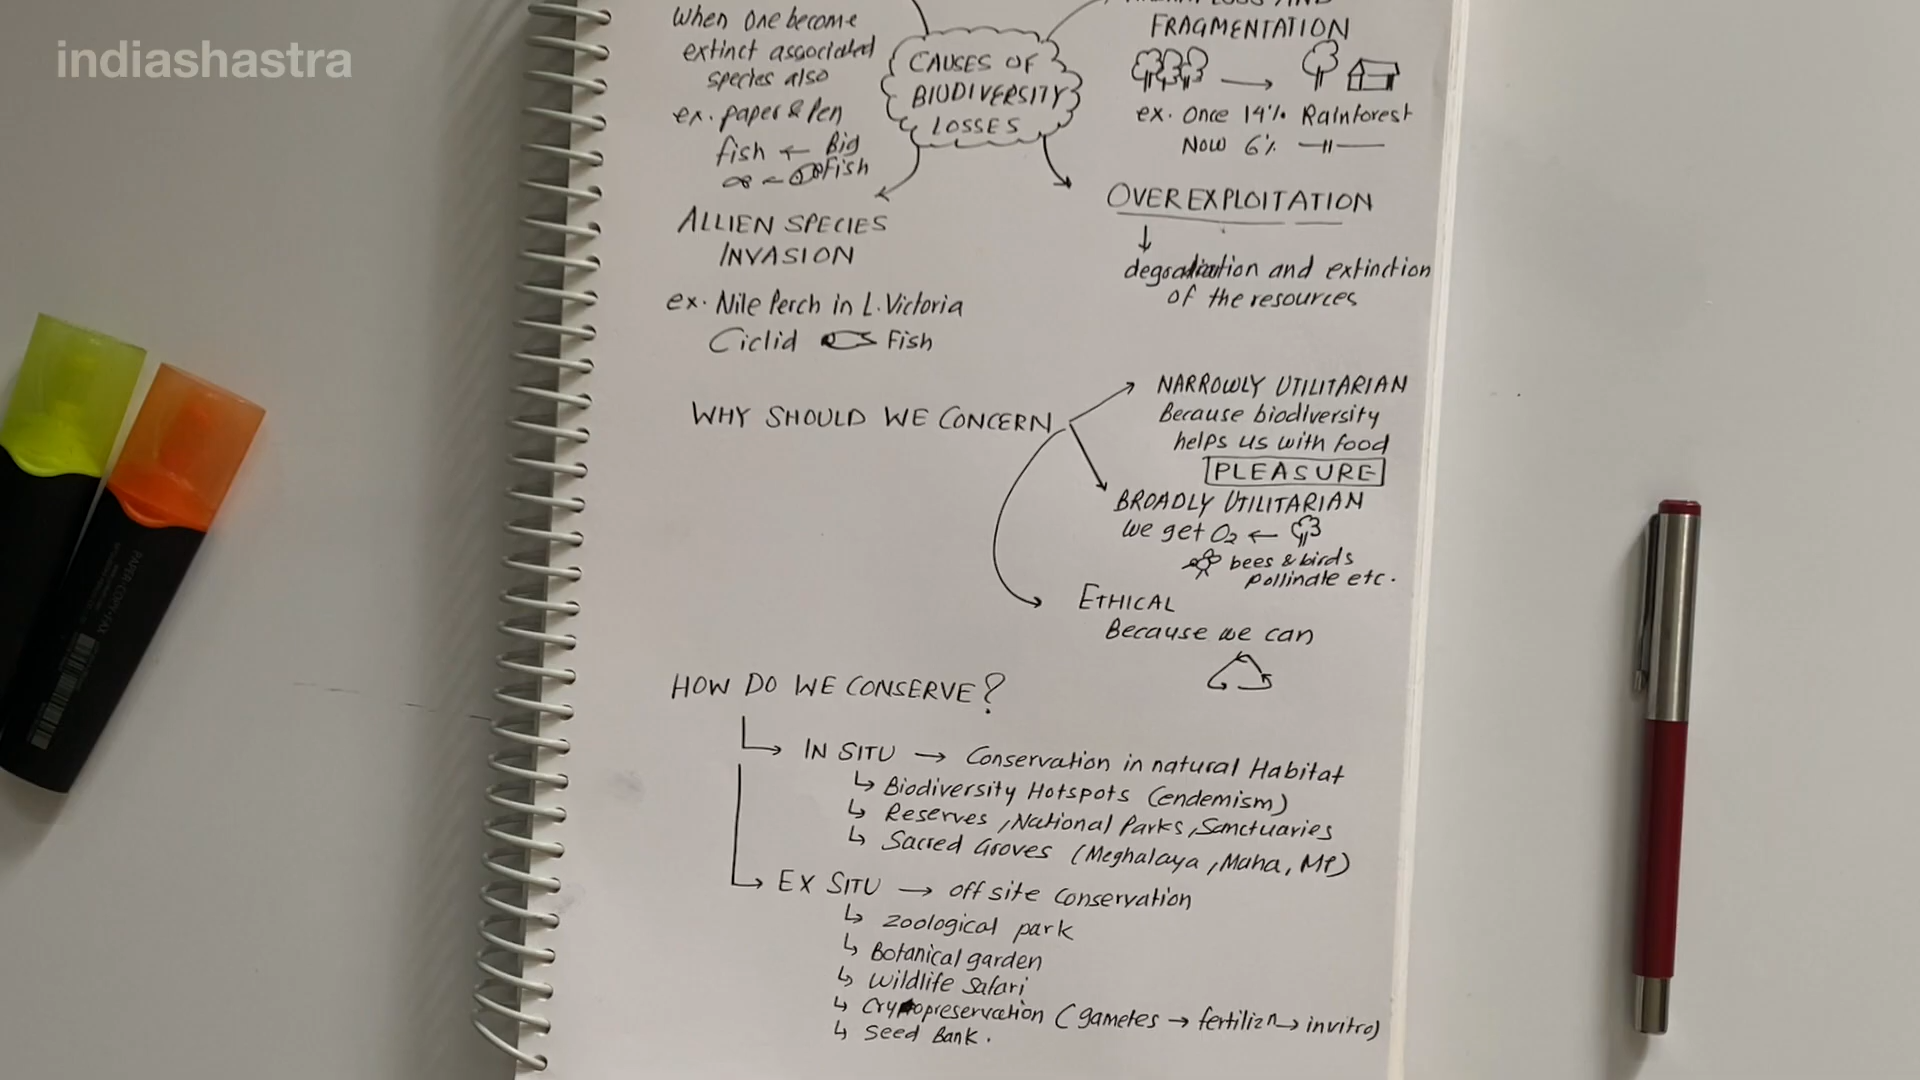 indiashastra
When one become
extinct associated
species also
ex. paper & Pen
fish ← Big
Fish
CAUSES OF
BIODIVERSITY
LOSSES
FRAGMENTATION
ex. Once 14% Rainforest
Now 6% —||—
ALLIEN SPECIES
INVASION
ex. Nile Perch in L. Victoria
Ciclid Fish
OVEREXPLOITATION
↓
and extinction
of the resources
WHY SHOULD WE CONCERN
NARROWLY UTILITARIAN
Because biodiversity
helps us with food
PLEASURE
BROADLY UTILITARIAN
we get O₂ ←
bees & birds
pollinate etc.
ETHICAL
Because we can
HOW DO WE CONSERVE?
IN SITU → Conservation in natural Habitat
↳ Biodiversity Hotspots (endemism)
↳ Reserves, National Parks, Sanctuaries
↳ Sacred Groves (Meghalaya, Maha, MP)
EX SITU → off site conservation
↳ Zoological park
↳ Botanical garden
↳ Wildlife Safari
↳ Cryopreservation (gametes → fertilizn → invitro)
↳ Seed Bank.
PAPER·COPY·FAX